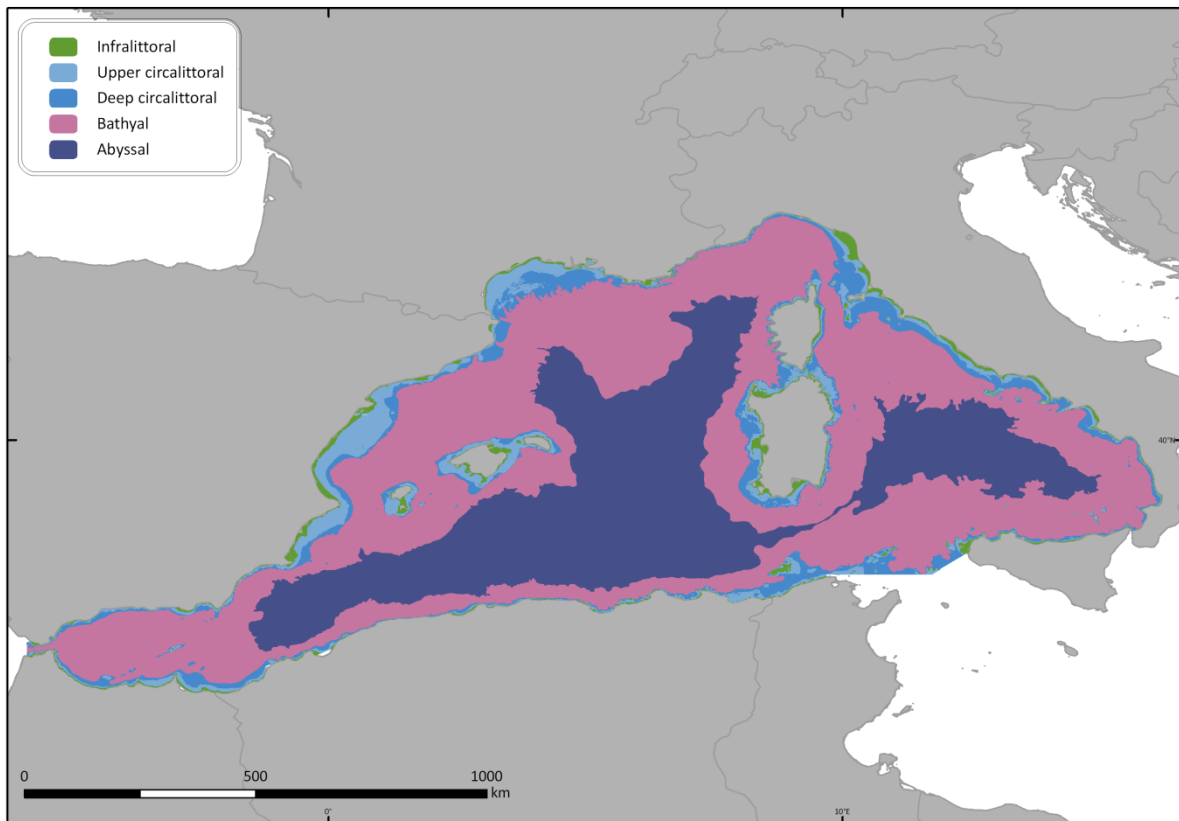 Infralittoral
Upper circalittoral
Deep circalittoral
Bathyal
Abyssal
40°N
0 500 1000
km
0° 10°E